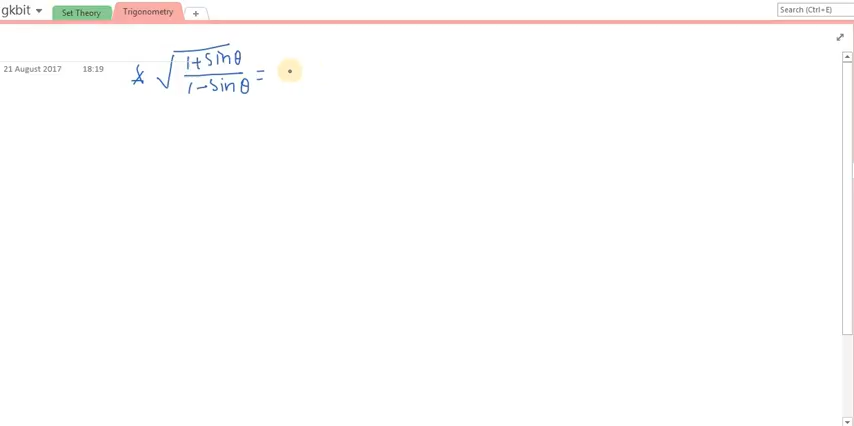 gkbit
Set Theory
Trigonometry
+
Search (Ctrl+E)
21 August 2017 18:19
* √((1+sinθ)/(1-sinθ)) =